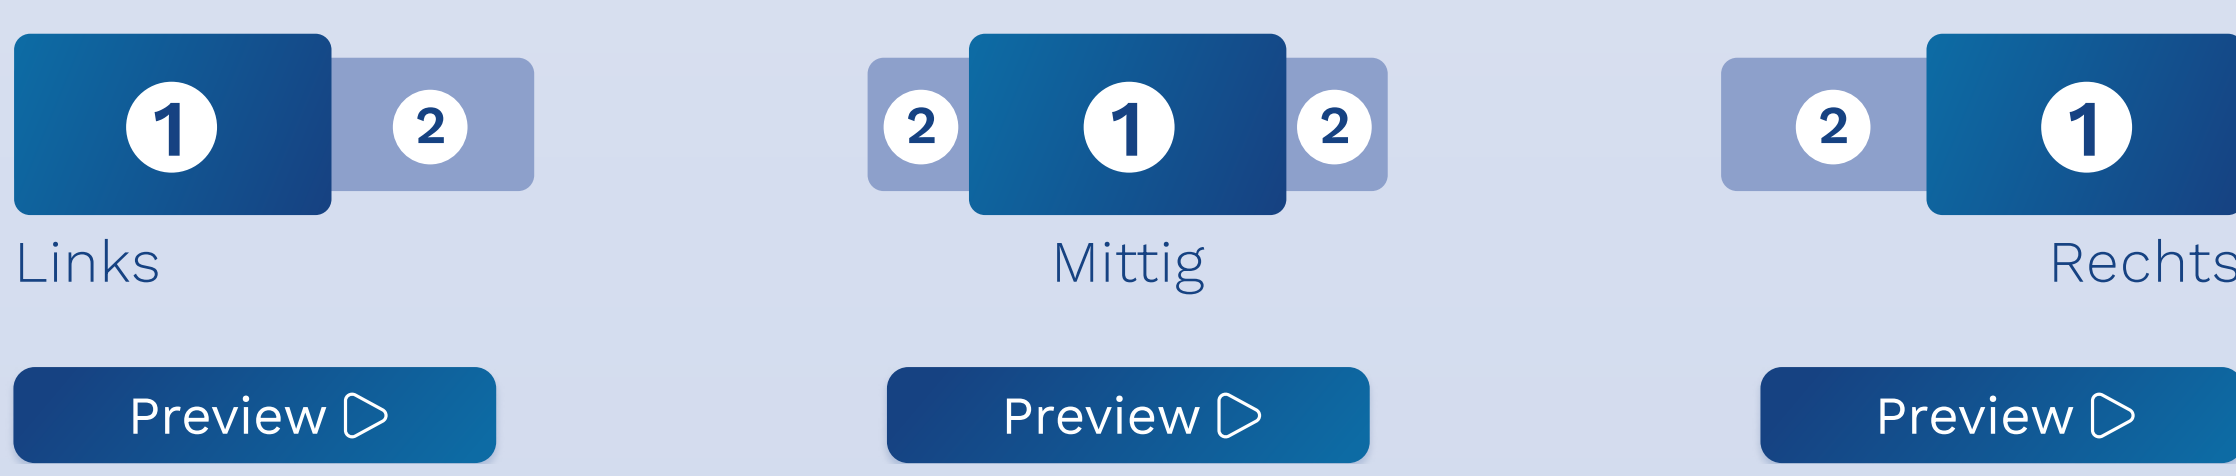 1 2
2 1 2
2 1
Links
Mittig
Rechts
Preview
Preview
Preview